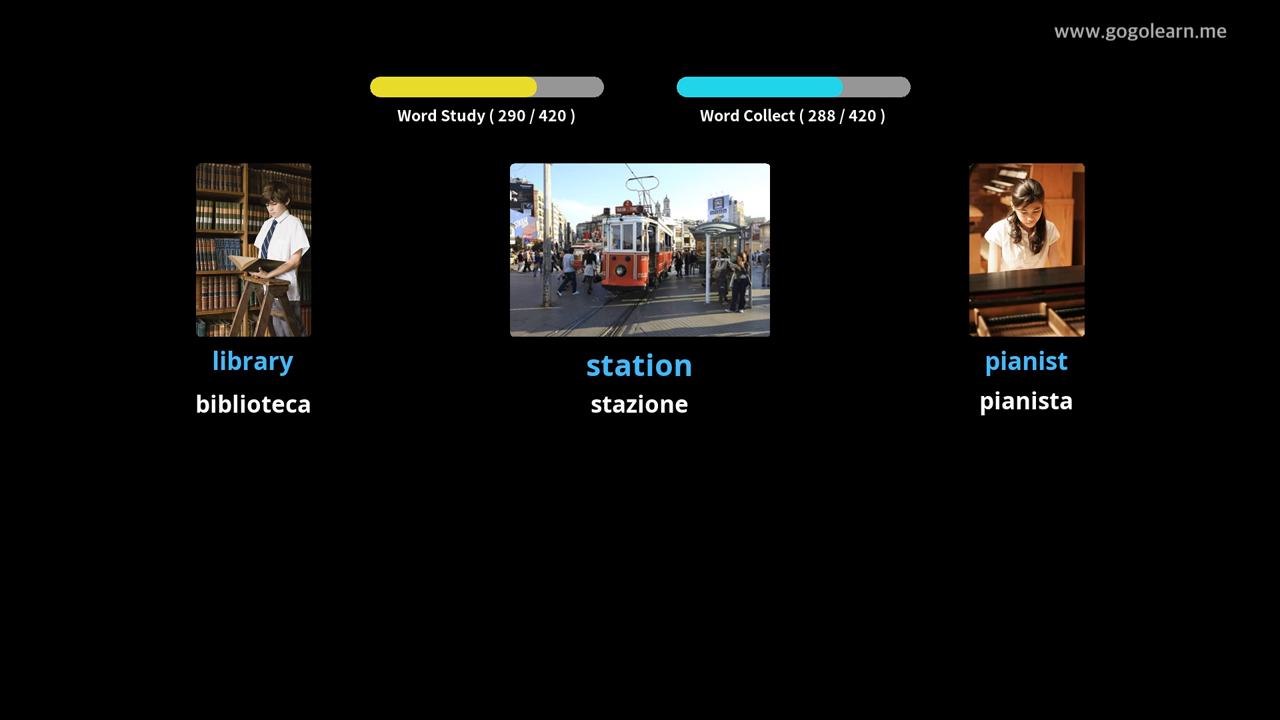 www.gogolearn.me
Word Study ( 290 / 420 )
Word Collect ( 288 / 420 )
library
station
pianist
biblioteca
stazione
pianista